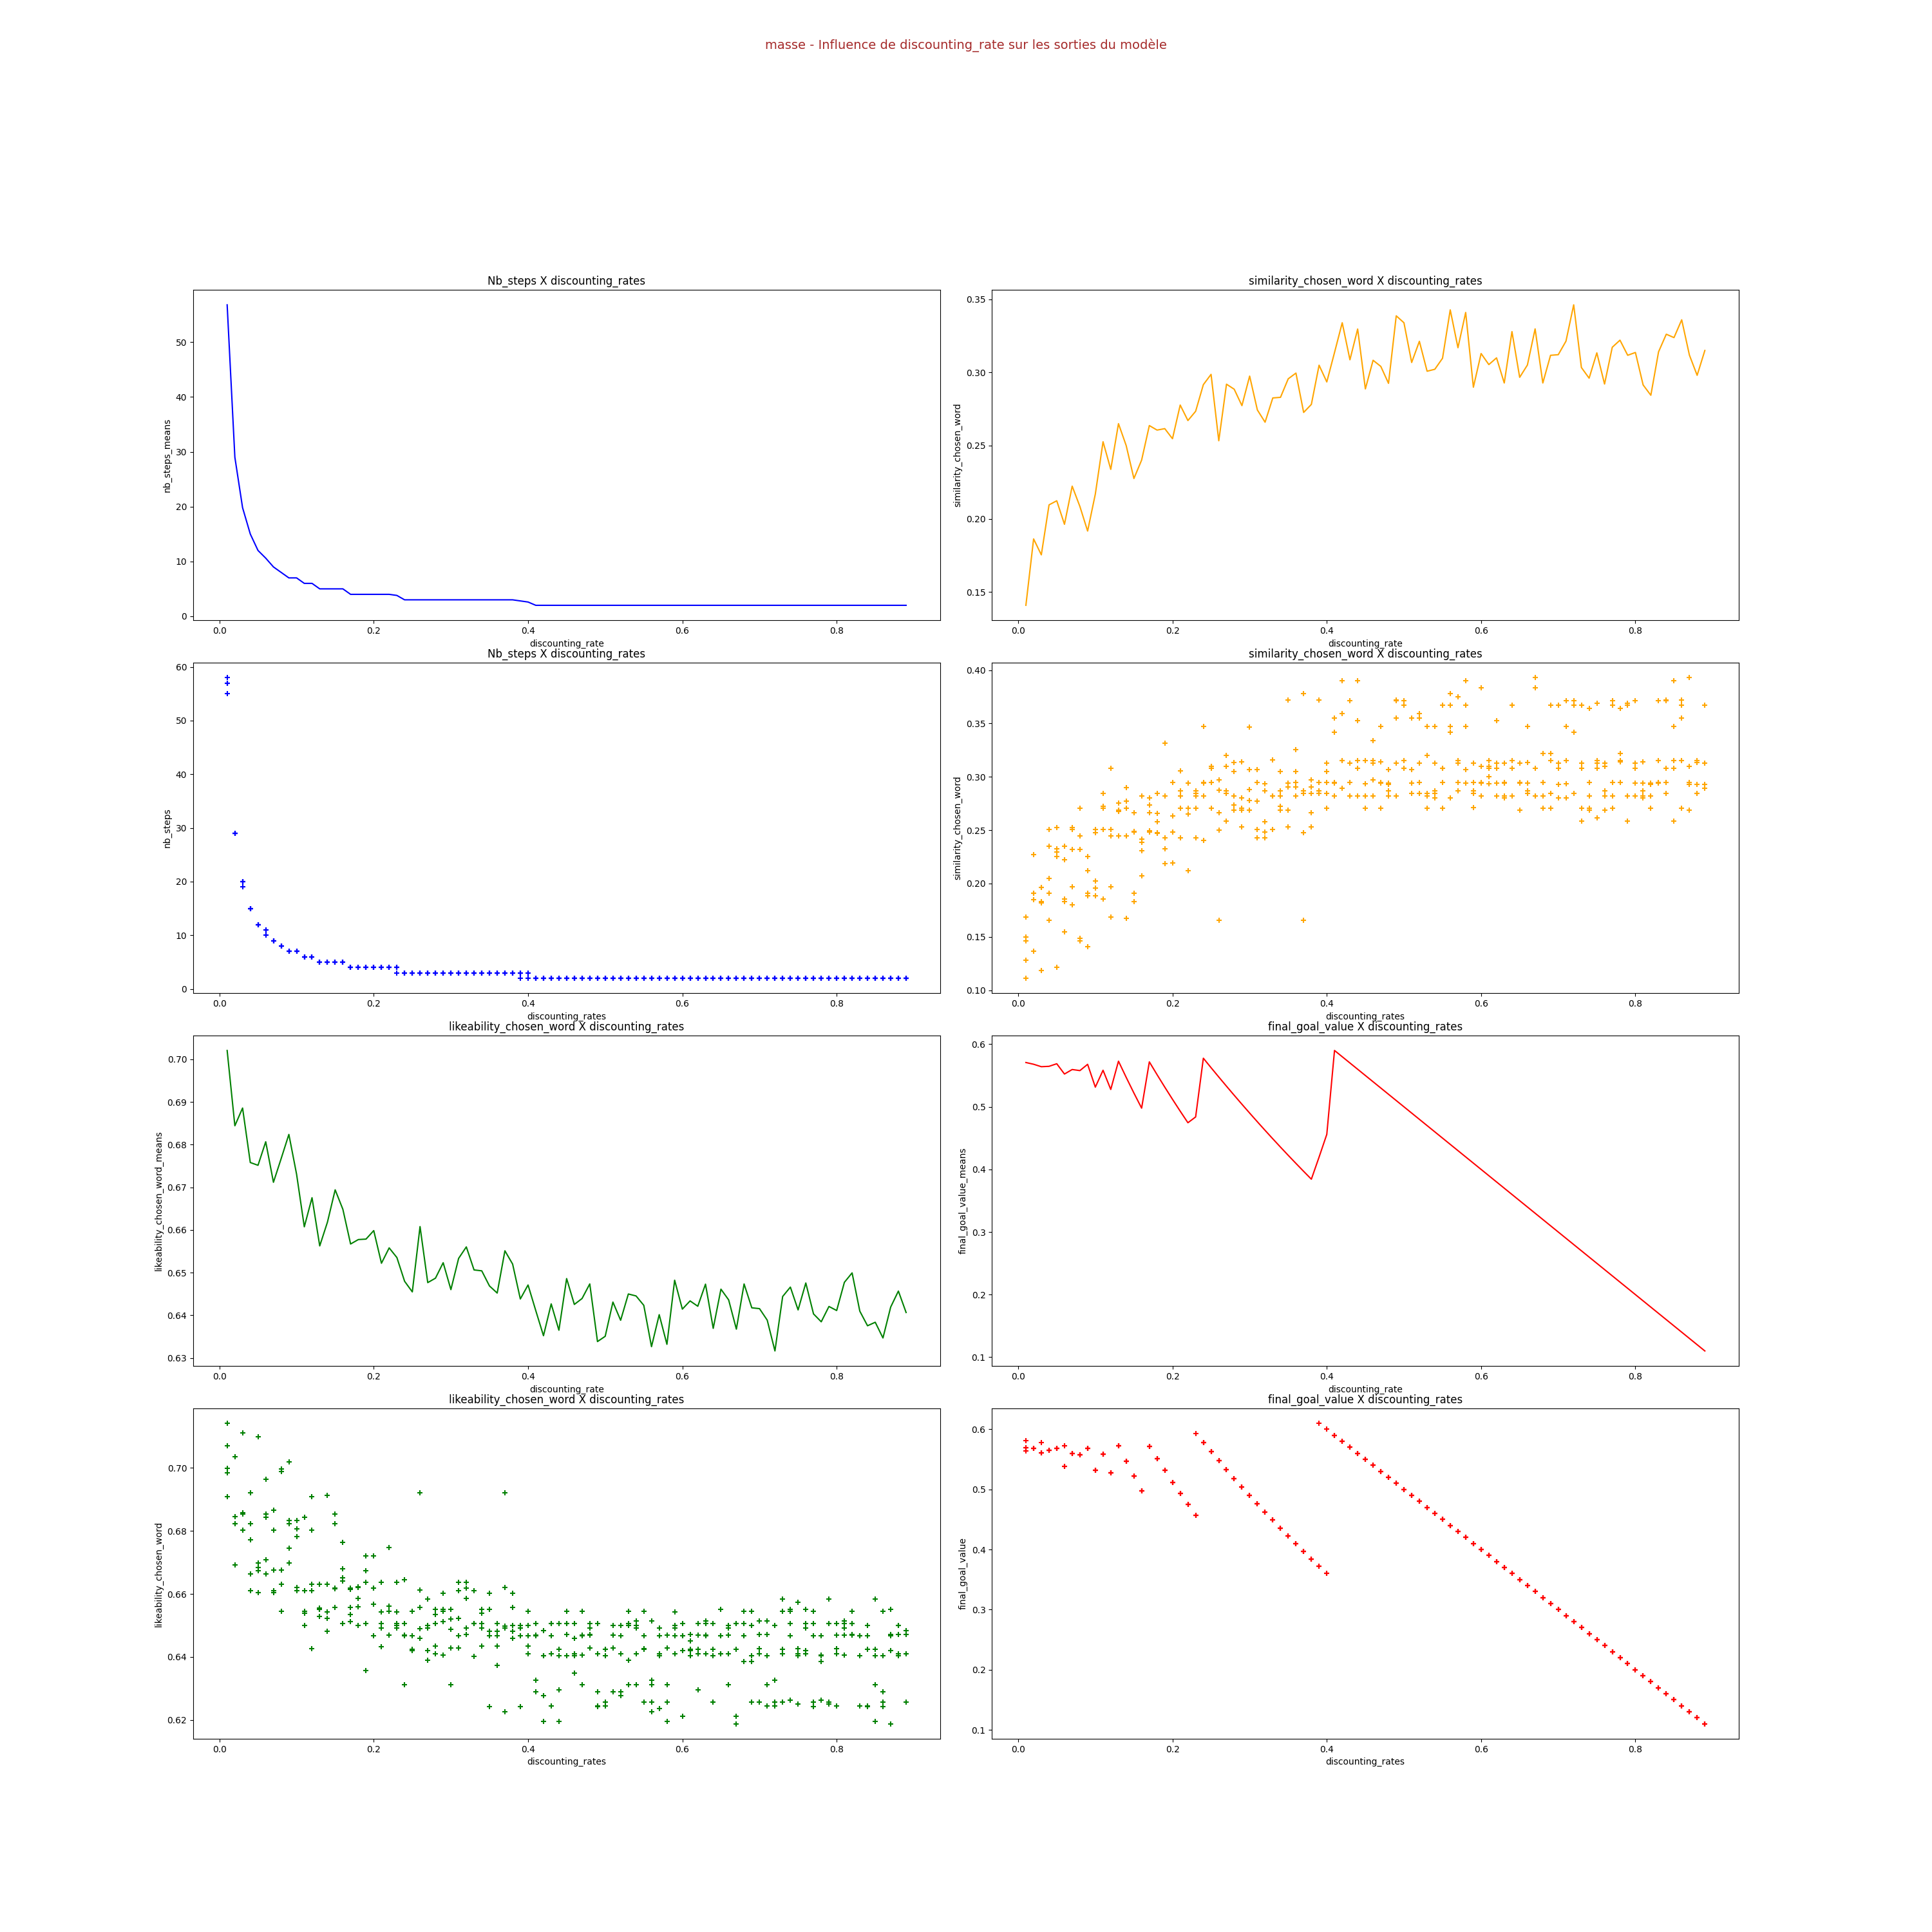 masse - Influence de discounting_rate sur les sorties du modèle
Nb_steps X discounting_rates
nb_steps_means
50
40
30
20
10
0
0.0 0.2 0.4 0.6 0.8
discounting_rate
similarity_chosen_word X discounting_rates
similarity_chosen_word
0.35
0.30
0.25
0.20
0.15
0.0 0.2 0.4 0.6 0.8
discounting_rate
Nb_steps X discounting_rates
nb_steps
60
50
40
30
20
10
0
0.0 0.2 0.4 0.6 0.8
discounting_rates
similarity_chosen_word X discounting_rates
similarity_chosen_word
0.40
0.35
0.30
0.25
0.20
0.15
0.10
0.0 0.2 0.4 0.6 0.8
discounting_rates
likeability_chosen_word X discounting_rates
likeability_chosen_word_means
0.70
0.69
0.68
0.67
0.66
0.65
0.64
0.63
0.0 0.2 0.4 0.6 0.8
discounting_rate
final_goal_value X discounting_rates
final_goal_value_means
0.6
0.5
0.4
0.3
0.2
0.1
0.0 0.2 0.4 0.6 0.8
discounting_rate
likeability_chosen_word X discounting_rates
likeability_chosen_word
0.70
0.68
0.66
0.64
0.62
0.0 0.2 0.4 0.6 0.8
discounting_rates
final_goal_value X discounting_rates
final_goal_value
0.6
0.5
0.4
0.3
0.2
0.1
0.0 0.2 0.4 0.6 0.8
discounting_rates